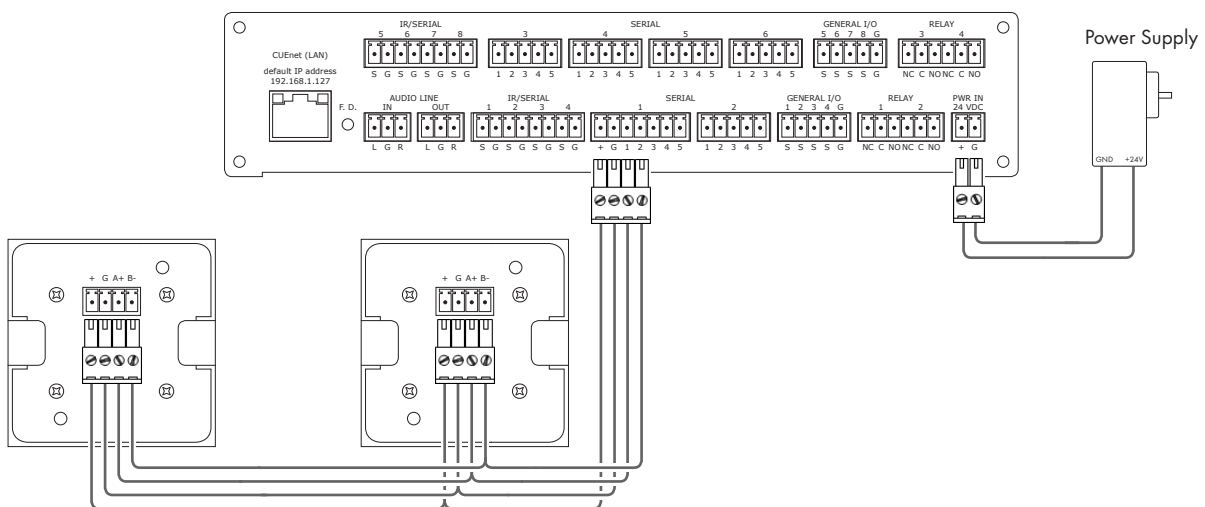 IR/SERIAL SERIAL GENERAL I/O RELAY
5 6 7 8 3 4 5 6 5 6 7 8 G 3 4
S G S G S G S G 1 2 3 4 5 1 2 3 4 5 1 2 3 4 5 1 2 3 4 5 S S S S G NC C NO NC C NO
Power Supply
CUEnet (LAN)
default IP address
192.168.1.127
F. D.
AUDIO LINE IR/SERIAL SERIAL GENERAL I/O RELAY PWR IN
IN OUT 1 2 3 4 1 2 1 2 3 4 G 1 2 24 VDC
L G R L G R S G S G S G S G + G 1 2 3 4 5 1 2 3 4 5 S S S S G NC C NO NC C NO + G
GND +24V
+ G A+ B- + G A+ B-